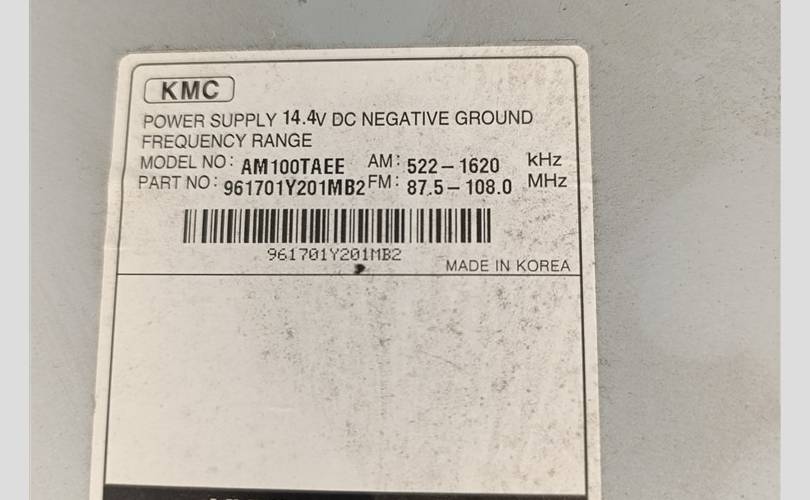 KMC
POWER SUPPLY 14.4V DC NEGATIVE GROUND
FREQUENCY RANGE
MODEL NO: AM100TAEE AM: 522-1620 kHz
PART NO: 961701Y201MB2 FM: 87.5-108.0 MHz
961701Y201MB2
MADE IN KOREA